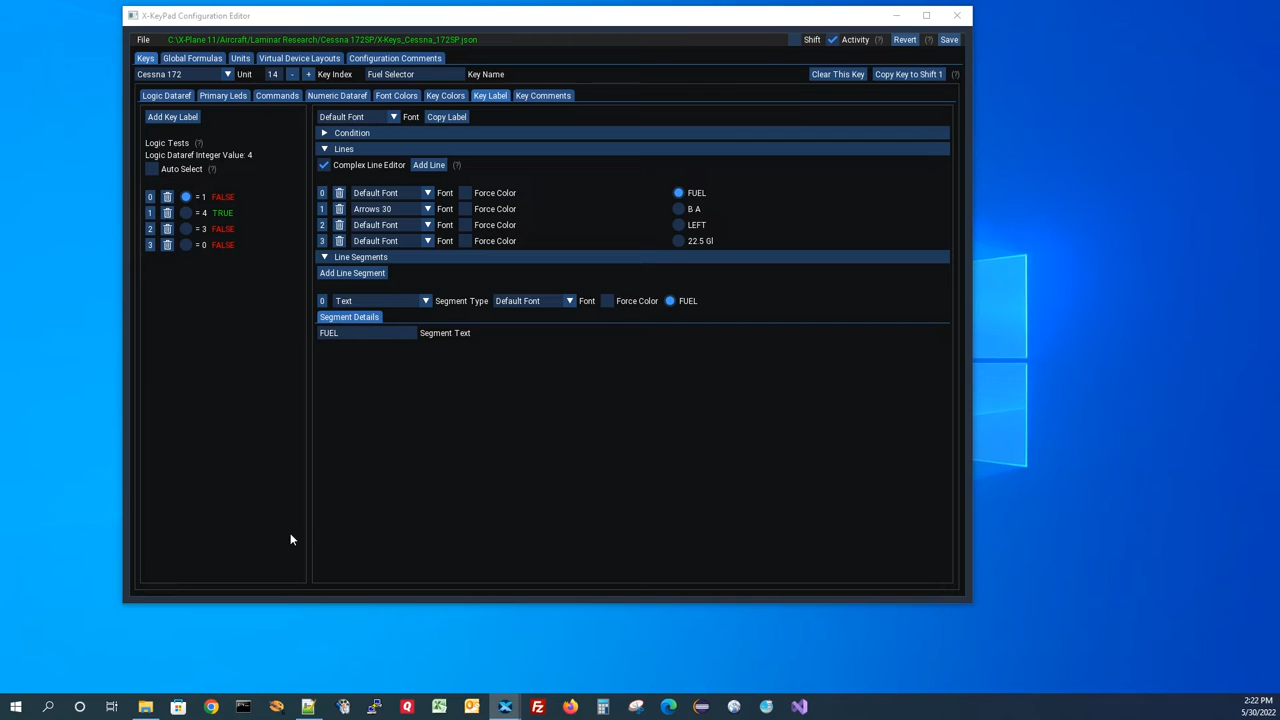 X-KeyPad Configuration Editor
File C:\X-Plane 11/Aircraft/Laminar Research/Cessna 172SP/X-Keys_Cessna_172SP.json Shift Activity (?) Revert (?) Save
Keys Global Formulas Units Virtual Device Layouts Configuration Comments
Cessna 172 Unit 14 - + Key Index Fuel Selector Key Name Clear This Key Copy Key to Shift 1 (?)
Logic Dataref Primary Leds Commands Numeric Dataref Font Colors Key Colors Key Label Key Comments
Add Key Label
Logic Tests (?)
Logic Dataref Integer Value: 4
Auto Select (?)
0 = 1 FALSE
1 = 4 TRUE
2 = 3 FALSE
3 = 0 FALSE
Default Font Font Copy Label
Condition
Lines
Complex Line Editor Add Line (?)
0 Default Font Font Force Color FUEL
1 Arrows 30 Font Force Color B A
2 Default Font Font Force Color LEFT
3 Default Font Font Force Color 22.5 Gl
Line Segments
Add Line Segment
0 Text Segment Type Default Font Font Force Color FUEL
Segment Details
FUEL Segment Text
2:22 PM
5/30/2022